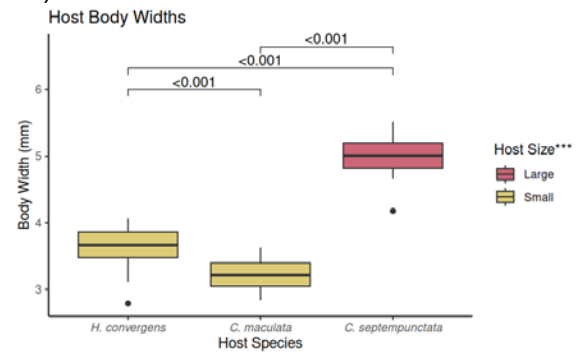 Host Body Widths
<0.001
<0.001
<0.001
6
5
4
3
Body Width (mm)
H. convergens
C. maculata
C. septempunctata
Host Species
Host Size***
Large
Small